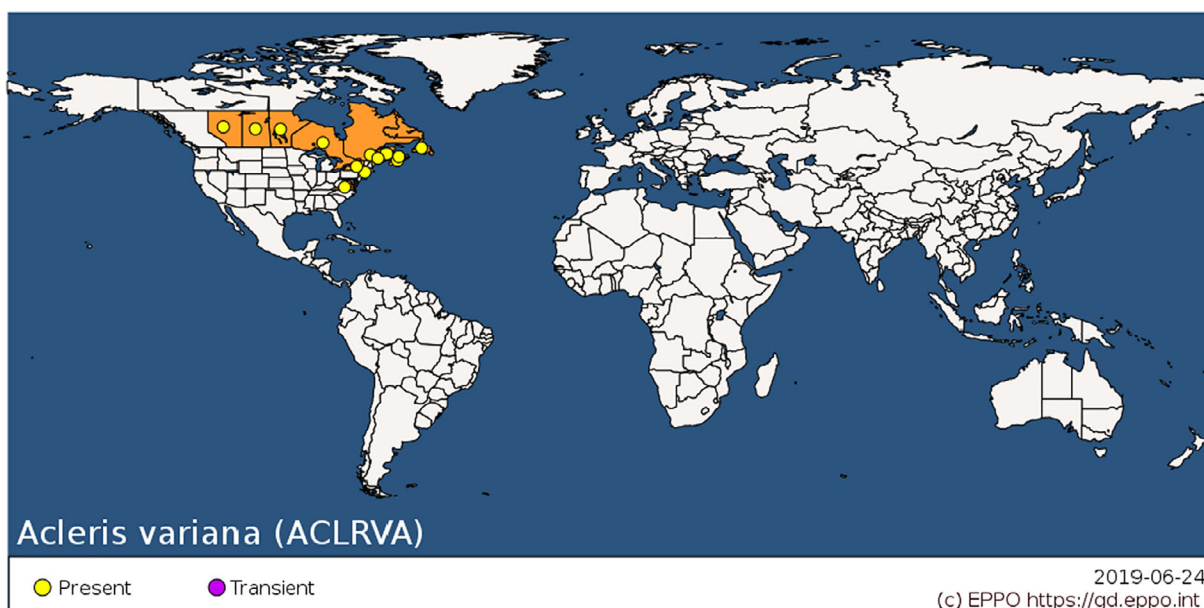 Acleris variana (ACLRVA)
Present
Transient
2019-06-24
(c) EPPO https://gd.eppo.int